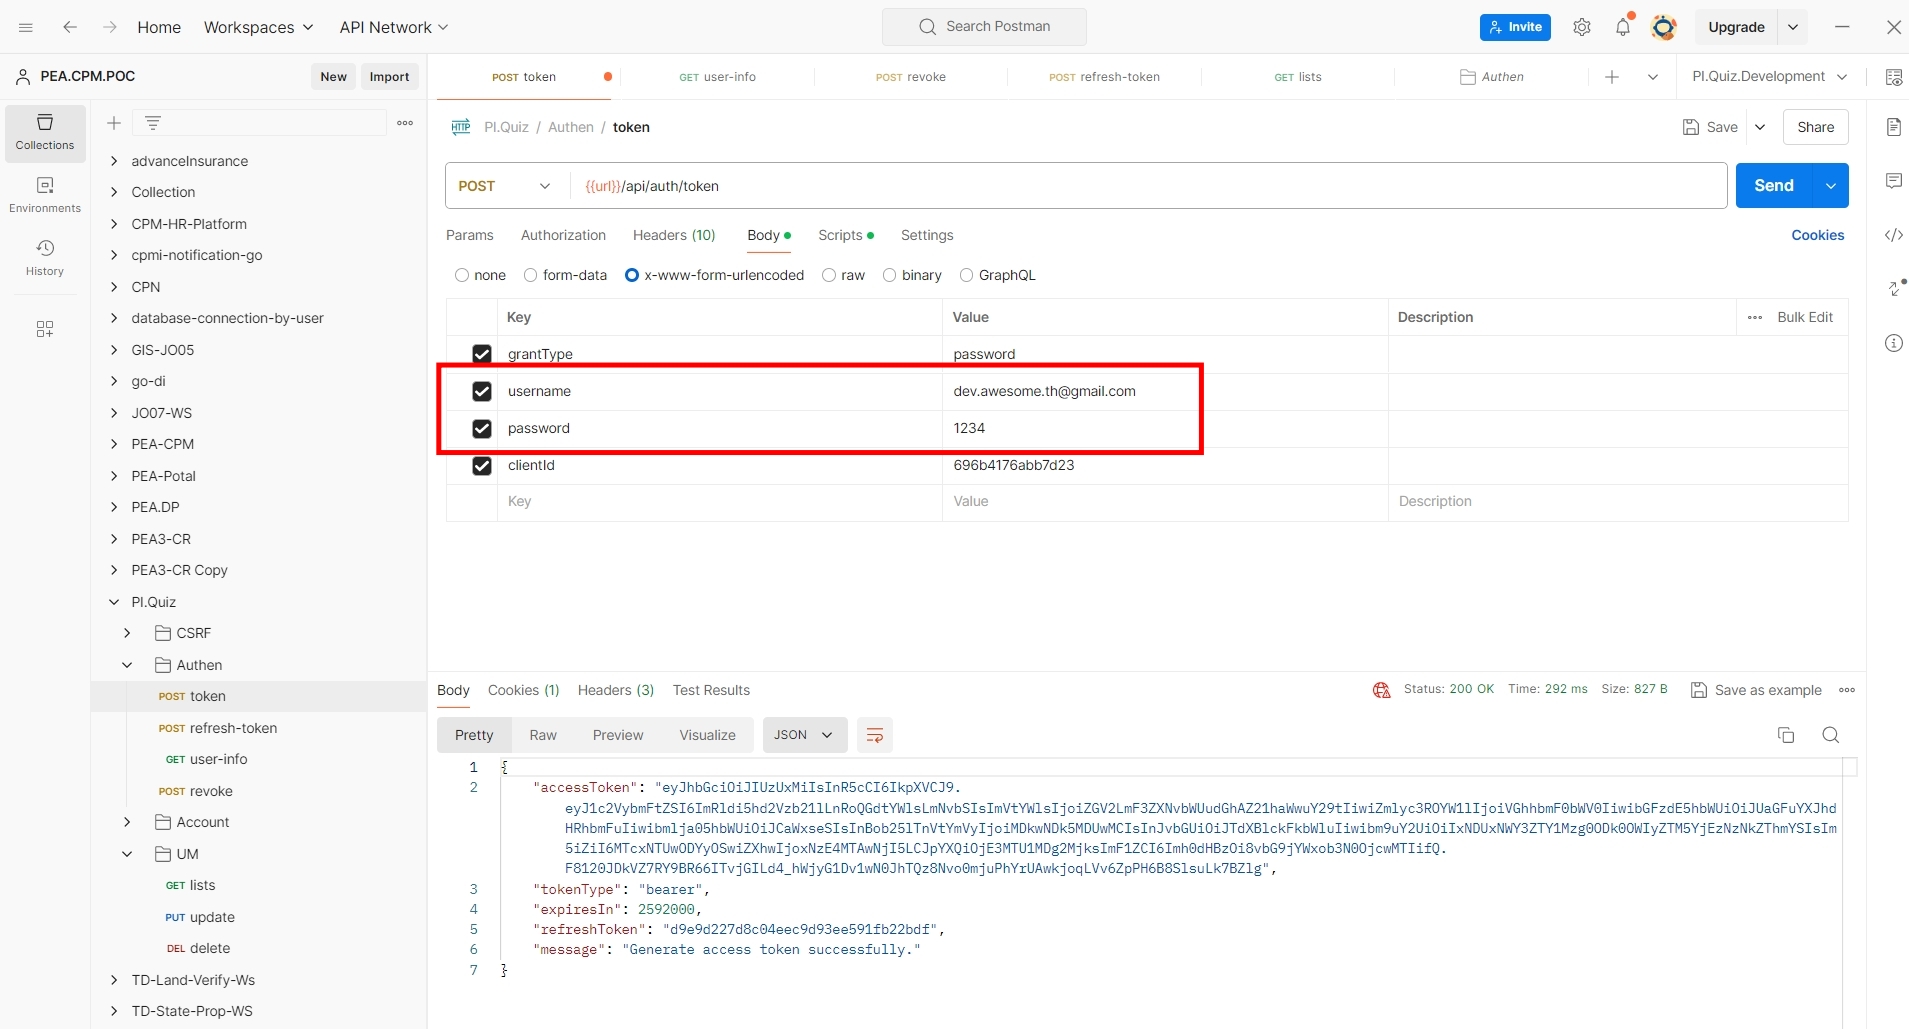 Home Workspaces API Network Search Postman Invite Upgrade
PEA.CPM.POC New Import POST token GET user-info POST revoke POST refresh-token GET lists Authen PI.Quiz.Development
Collections
Environments
History
advanceInsurance
Collection
CPM-HR-Platform
cpmi-notification-go
CPN
database-connection-by-user
GIS-JO05
go-di
JO07-WS
PEA-CPM
PEA-Potal
PEA.DP
PEA3-CR
PEA3-CR Copy
PI.Quiz
CSRF
Authen
POST token
POST refresh-token
GET user-info
POST revoke
Account
UM
GET lists
PUT update
DEL delete
TD-Land-Verify-Ws
TD-State-Prop-WS
HTTP PI.Quiz / Authen / token Save Share
POST {{url}}/api/auth/token Send
Params Authorization Headers (10) Body Scripts Settings Cookies
none form-data x-www-form-urlencoded raw binary GraphQL
Key Value Description Bulk Edit
grantType password
username dev.awesome.th@gmail.com
password 1234
clientId 696b4176abb7d23
Key Value Description
Body Cookies (1) Headers (3) Test Results Status: 200 OK Time: 292 ms Size: 827 B Save as example
Pretty Raw Preview Visualize JSON
1 {
2 "accessToken": "eyJhbGciOiJIUzUxMiIsInR5cCI6IkpXVCJ9.
eyJ1c2VybmFtZSI6ImRldi5hd2Vzb21lLnRoQGdtYWlsLmNvbSIsImVtYWlsIjoiZGV2LmF3ZXNvbWUudGhAZ21haWwuY29tIiwiZmlyc3ROYW1lIjoiVGhhbmF0bWV0IiwibGFzdE5hbWUiOiJUaGFuYXJhd
HRhbmFuIiwibmlja05hbWUiOiJCaWxseSIsInBob25lTnVtYmVyIjoiMDkwNDk5MDUwMCIsInJvbGUiOiJTdXBlckFkbWluIiwibm9uY2UiOiIxNDUxNWY3ZTY1Mzg0ODk0OWIyZTM5YjEzNzNkZThmYSIsIm
5iZiI6MTcxNTUwODYyOSwiZXhwIjoxNzE4MTAwNjI5LCJpYXQiOjE3MTU1MDg2MjksImF1ZCI6Imh0dHBzOi8vbG9jYWxob3N0OjcwMTIifQ.
F8120JDkVZ7RY9BR66ITvjGILd4_hWjyG1Dv1wN0JhTQz8Nvo0mjuPhYrUAwkjoqLVv6ZpPH6B8SlsuLk7BZlg",
3 "tokenType": "bearer",
4 "expiresIn": 2592000,
5 "refreshToken": "d9e9d227d8c04eec9d93ee591fb22bdf",
6 "message": "Generate access token successfully."
7 }